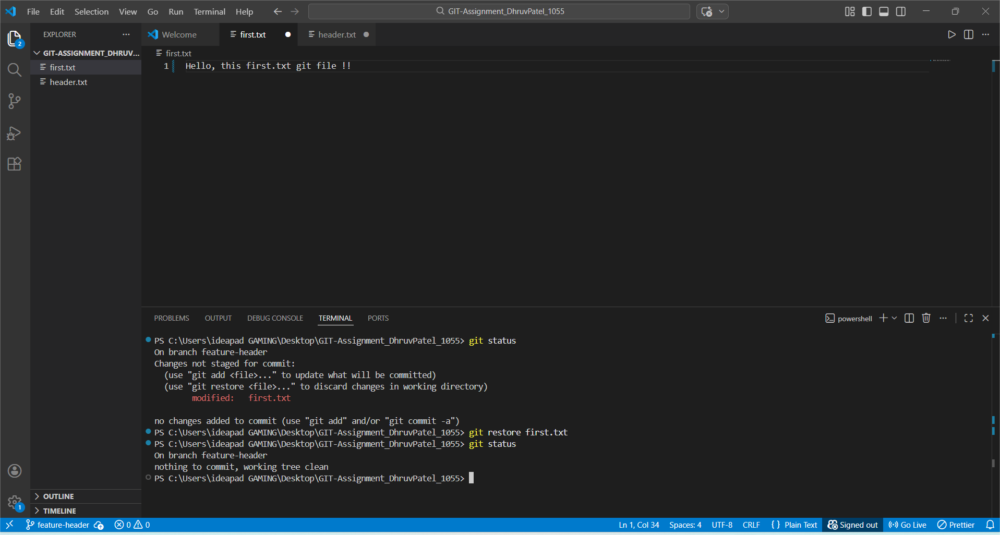 File Edit Selection View Go Run Terminal Help
GIT-Assignment_DhruvPatel_1055
EXPLORER
Welcome
first.txt
header.txt
2
GIT-ASSIGNMENT_DHRUV...
first.txt
header.txt
first.txt
1 Hello, this first.txt git file !!
PROBLEMS OUTPUT DEBUG CONSOLE TERMINAL PORTS
powershell
PS C:\Users\ideapad GAMING\Desktop\GIT-Assignment_DhruvPatel_1055> git status
On branch feature-header
Changes not staged for commit:
(use "git add <file>..." to update what will be committed)
(use "git restore <file>..." to discard changes in working directory)
modified: first.txt
no changes added to commit (use "git add" and/or "git commit -a")
PS C:\Users\ideapad GAMING\Desktop\GIT-Assignment_DhruvPatel_1055> git restore first.txt
PS C:\Users\ideapad GAMING\Desktop\GIT-Assignment_DhruvPatel_1055> git status
On branch feature-header
nothing to commit, working tree clean
PS C:\Users\ideapad GAMING\Desktop\GIT-Assignment_DhruvPatel_1055>
OUTLINE
TIMELINE
1
feature-header 0 0 Ln 1, Col 34 Spaces: 4 UTF-8 CRLF { } Plain Text Signed out Go Live Prettier